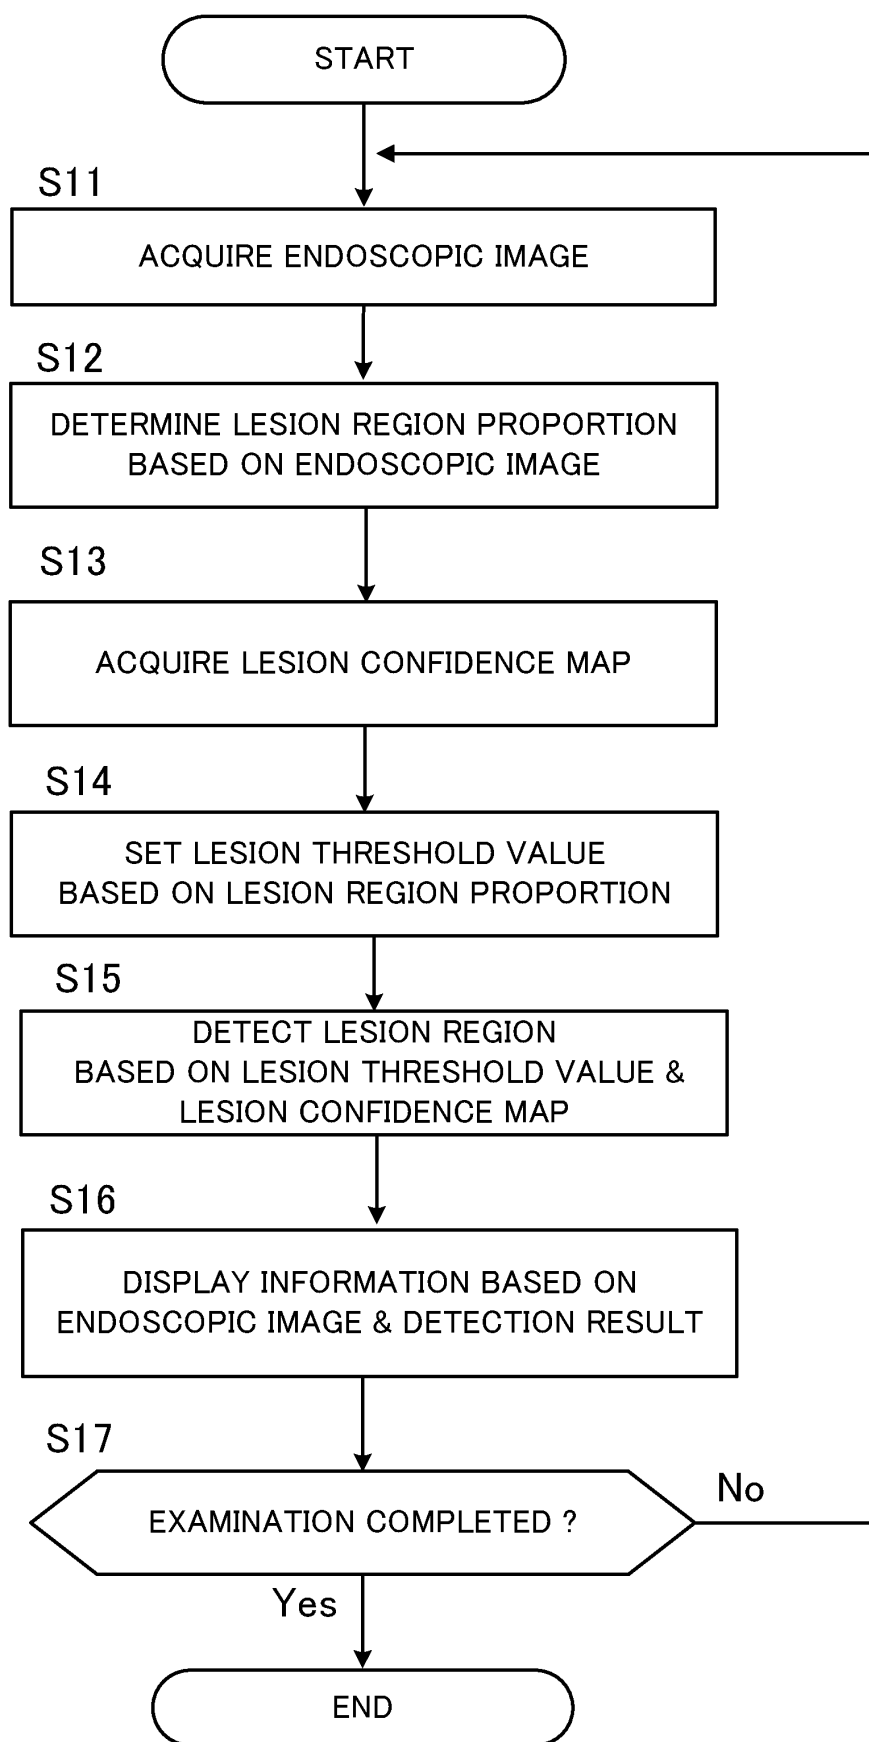 START
S11
ACQUIRE ENDOSCOPIC IMAGE
S12
DETERMINE LESION REGION PROPORTION
BASED ON ENDOSCOPIC IMAGE
S13
ACQUIRE LESION CONFIDENCE MAP
S14
SET LESION THRESHOLD VALUE
BASED ON LESION REGION PROPORTION
S15
DETECT LESION REGION
BASED ON LESION THRESHOLD VALUE &
LESION CONFIDENCE MAP
S16
DISPLAY INFORMATION BASED ON
ENDOSCOPIC IMAGE & DETECTION RESULT
S17
EXAMINATION COMPLETED ?
No
Yes
END